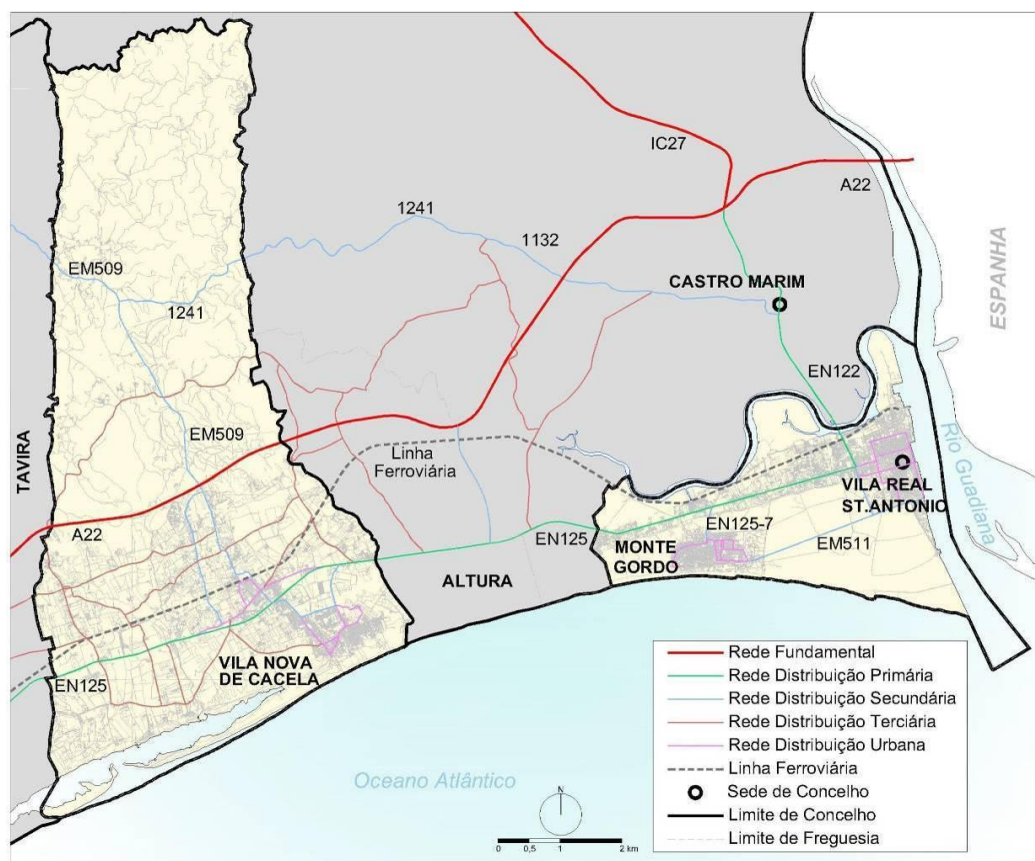 IC27
A22
1241
1132
EM509
CASTRO MARIM
1241
ESPANHA
EN122
TAVIRA
EM509
Linha
Ferroviária
Rio Guadiana
VILA REAL
ST.ANTONIO
A22
EN125
EN125-7
MONTE
GORDO
EM511
ALTURA
VILA NOVA
DE CACELA
EN125
Oceano Atlântico
N
0 0,5 1 2 km
Rede Fundamental
Rede Distribuição Primária
Rede Distribuição Secundária
Rede Distribuição Terciária
Rede Distribuição Urbana
Linha Ferroviária
Sede de Concelho
Limite de Concelho
Limite de Freguesia